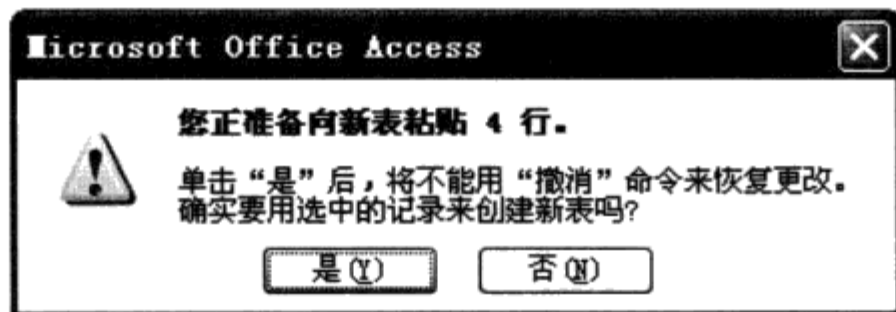 Microsoft Office Access
您正准备向新表粘贴 4 行。
单击“是”后，将不能用“撤消”命令来恢复更改。
确实要用选中的记录来创建新表吗?
是(Y) 否(N)